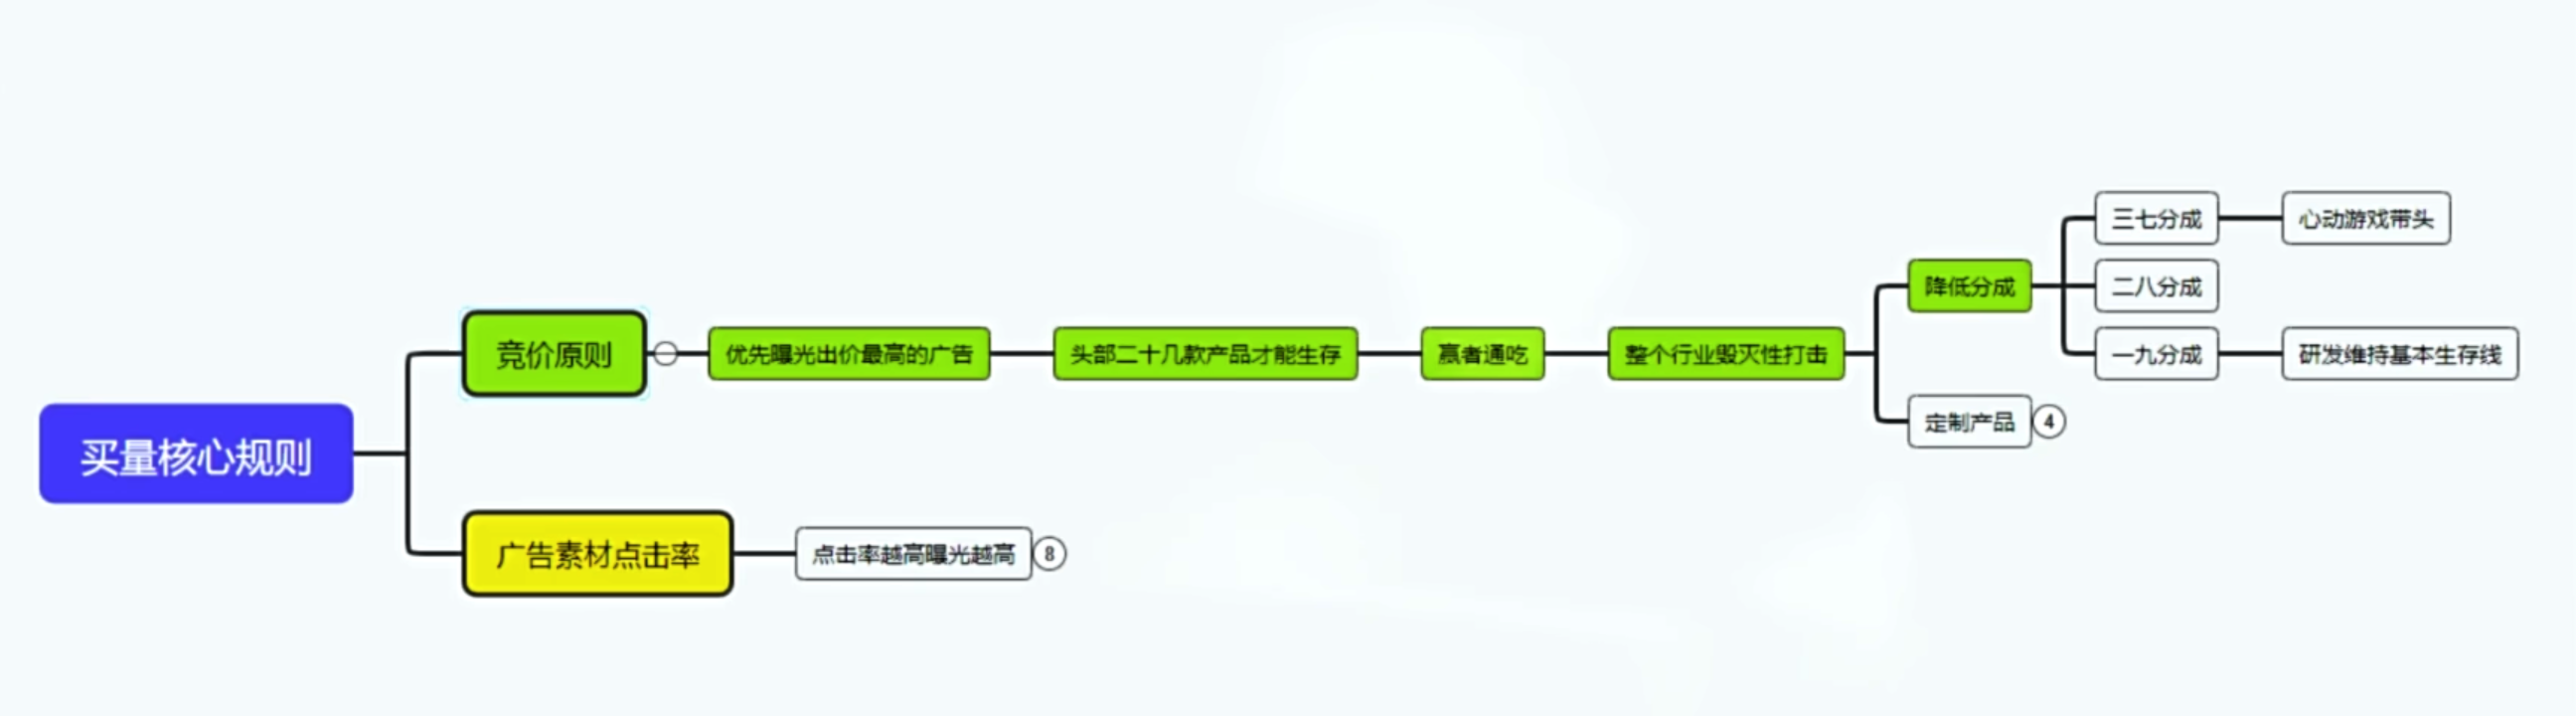 买量核心规则
竞价原则
优先曝光出价最高的广告
头部二十几款产品才能生存
赢者通吃
整个行业毁灭性打击
降低分成
三七分成
心动游戏带头
二八分成
一九分成
研发维持基本生存线
定制产品
4
广告素材点击率
点击率越高曝光越高
8